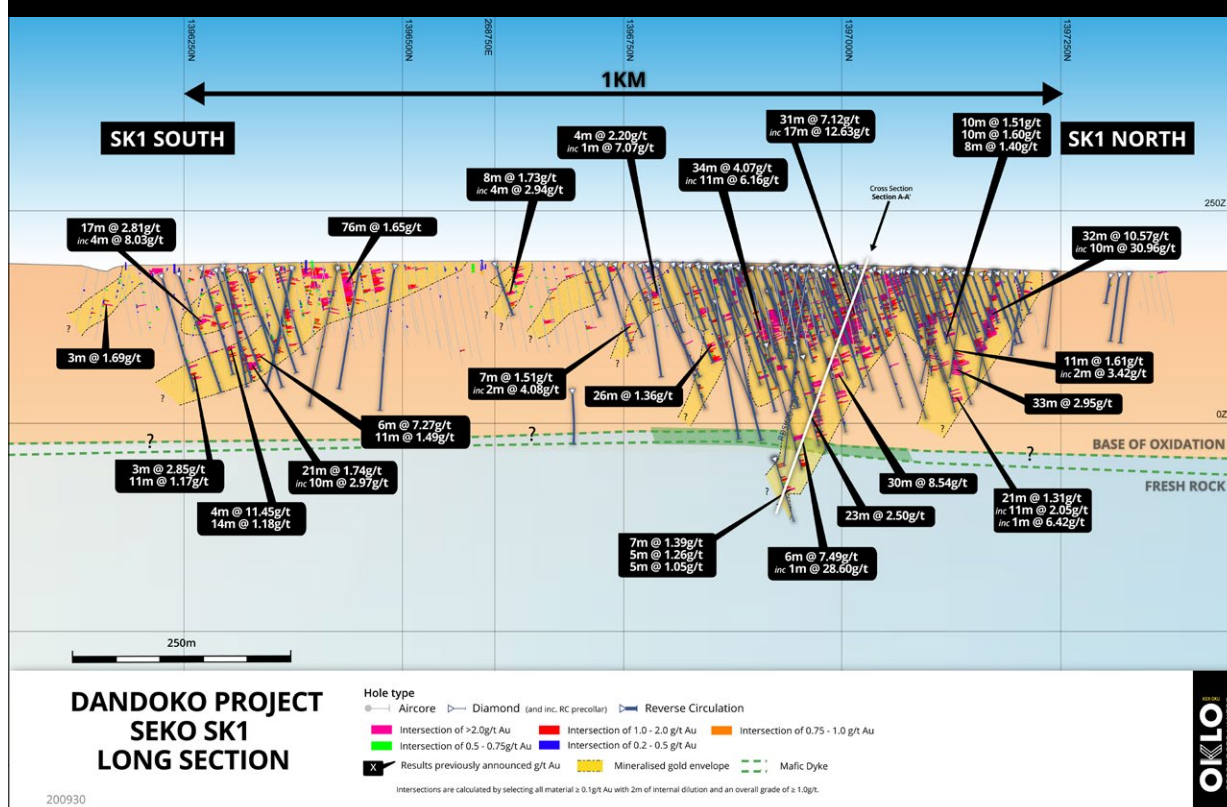 1396250N
1396500N
268750E
1396750N
1397000N
1397250N
1KM
SK1 SOUTH
SK1 NORTH
4m @ 2.20g/t
inc 1m @ 7.07g/t
31m @ 7.12g/t
inc 17m @ 12.63g/t
10m @ 1.51g/t
10m @ 1.60g/t
8m @ 1.40g/t
8m @ 1.73g/t
inc 4m @ 2.94g/t
34m @ 4.07g/t
inc 11m @ 6.16g/t
Cross Section
Section A-A'
250Z
17m @ 2.81g/t
inc 4m @ 8.03g/t
76m @ 1.65g/t
32m @ 10.57g/t
inc 10m @ 30.96g/t
?
?
?
?
3m @ 1.69g/t
7m @ 1.51g/t
inc 2m @ 4.08g/t
26m @ 1.36g/t
11m @ 1.61g/t
inc 2m @ 3.42g/t
33m @ 2.95g/t
?
?
?
0Z
6m @ 7.27g/t
11m @ 1.49g/t
?
?
?
BASE OF OXIDATION
FRESH ROCK
3m @ 2.85g/t
11m @ 1.17g/t
21m @ 1.74g/t
inc 10m @ 2.97g/t
4m @ 11.45g/t
14m @ 1.18g/t
30m @ 8.54g/t
23m @ 2.50g/t
21m @ 1.31g/t
inc 11m @ 2.05g/t
inc 1m @ 6.42g/t
?
7m @ 1.39g/t
5m @ 1.26g/t
5m @ 1.05g/t
6m @ 7.49g/t
inc 1m @ 28.60g/t
250m
DANDOKO PROJECT
SEKO SK1
LONG SECTION
200930
Hole type
Aircore Diamond (and inc. RC precollar) Reverse Circulation
Intersection of >2.0g/t Au Intersection of 1.0 - 2.0 g/t Au Intersection of 0.75 - 1.0 g/t Au
Intersection of 0.5 - 0.75g/t Au Intersection of 0.2 - 0.5 g/t Au
X Results previously announced g/t Au Mineralised gold envelope Mafic Dyke
Intersections are calculated by selecting all material ≥ 0.1g/t Au with 2m of internal dilution and an overall grade of ≥ 1.0g/t.
OKLO